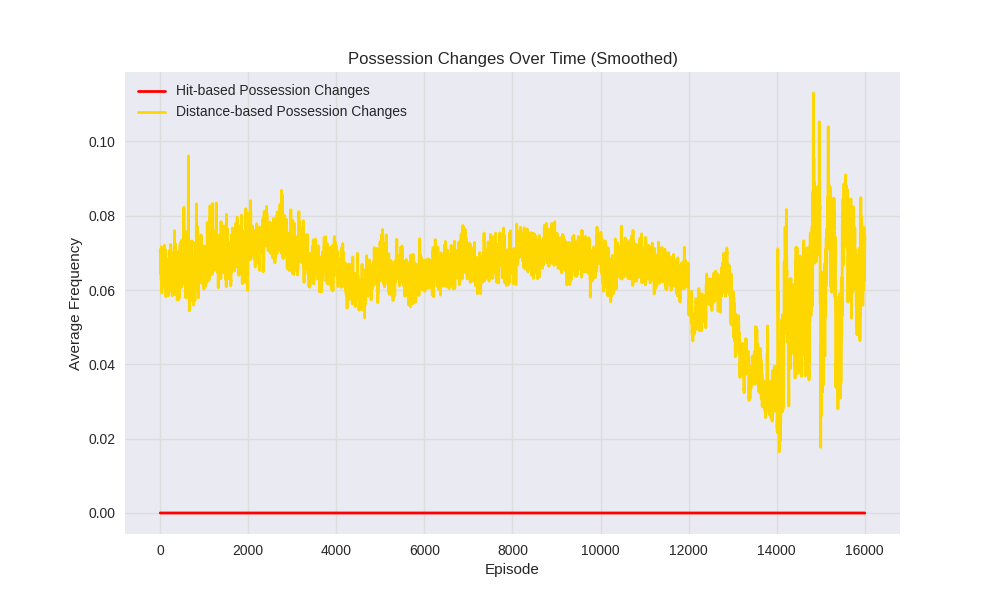 Possession Changes Over Time (Smoothed)
Hit-based Possession Changes
Distance-based Possession Changes
Average Frequency
0.10
0.08
0.06
0.04
0.02
0.00
0 2000 4000 6000 8000 10000 12000 14000 16000
Episode